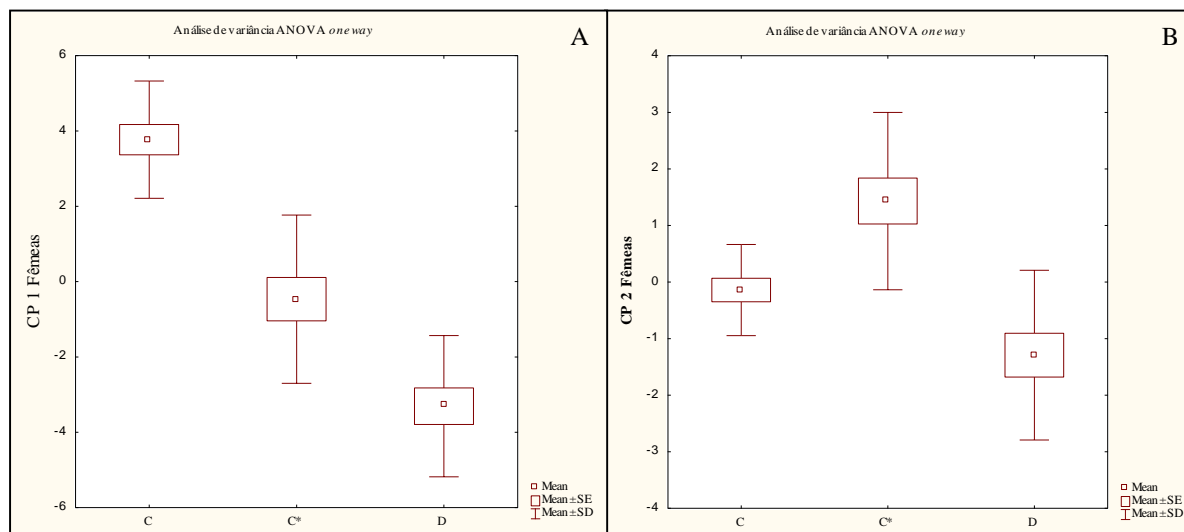 Análise de variância ANOVA one way
A
6
4
2
0
-2
-4
-6
CP 1 Fêmeas
C
C*
D
Mean
Mean±SE
Mean±SD
Análise de variância ANOVA one way
B
4
3
2
1
0
-1
-2
-3
-4
CP 2 Fêmeas
C
C*
D
Mean
Mean±SE
Mean±SD